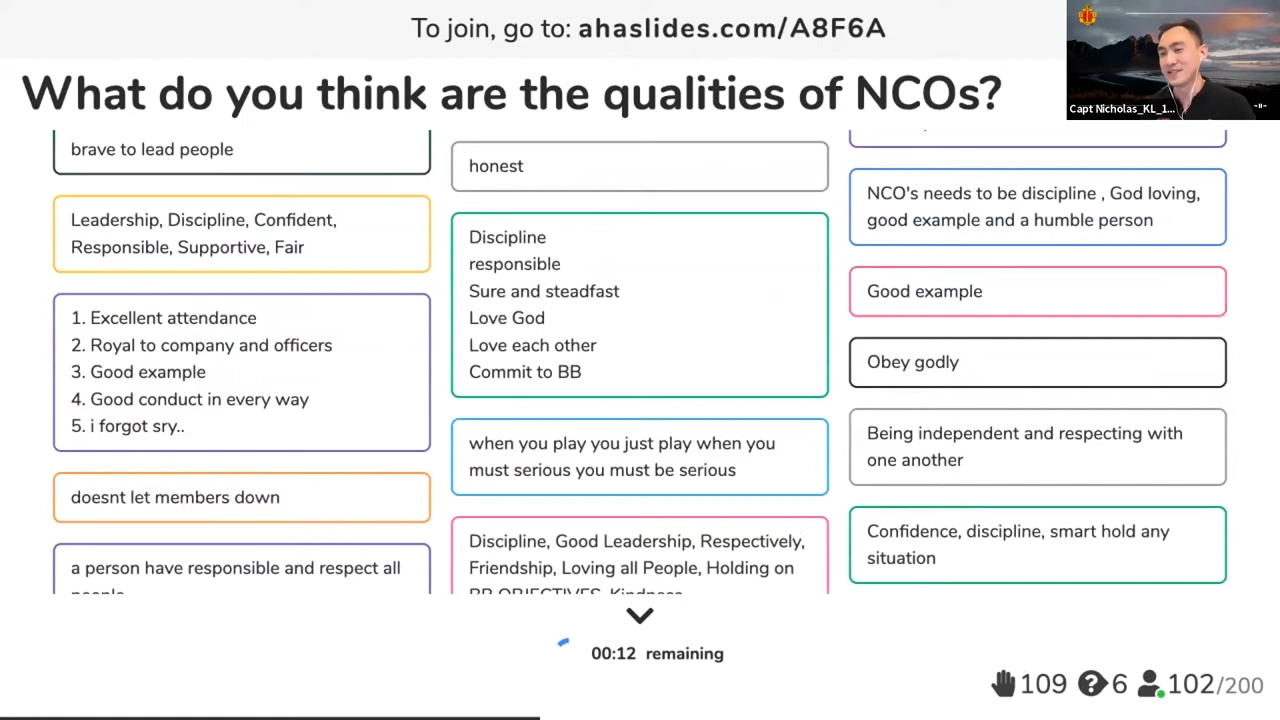 To join, go to: ahaslides.com/A8F6A
What do you think are the qualities of NCOs?
Capt Nicholas_KL_1...
brave to lead people
Leadership, Discipline, Confident,
Responsible, Supportive, Fair
1. Excellent attendance
2. Royal to company and officers
3. Good example
4. Good conduct in every way
5. i forgot sry..
doesnt let members down
a person have responsible and respect all
people
honest
Discipline
responsible
Sure and steadfast
Love God
Love each other
Commit to BB
when you play you just play when you
must serious you must be serious
Discipline, Good Leadership, Respectively,
Friendship, Loving all People, Holding on
BB OBJECTIVES, Kindness
NCO's needs to be discipline , God loving,
good example and a humble person
Good example
Obey godly
Being independent and respecting with
one another
Confidence, discipline, smart hold any
situation
00:12 remaining
109 6 102/200